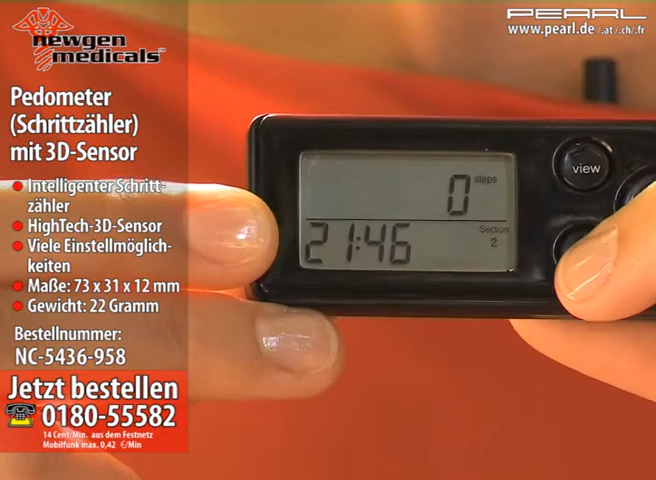 newgen
medicals™
PEARL
www.pearl.de /.at /.ch/.fr
Pedometer
(Schrittzähler)
mit 3D-Sensor
Intelligenter Schritt-
zähler
HighTech-3D-Sensor
Viele Einstellmöglich-
keiten
Maße: 73 x 31 x 12 mm
Gewicht: 22 Gramm
Bestellnummer:
NC-5436-958
Jetzt bestellen
0180-55582
14 Cent/Min. aus dem Festnetz
Mobilfunk max. 0,42 €/Min
0 steps
21:46 Section
2
view